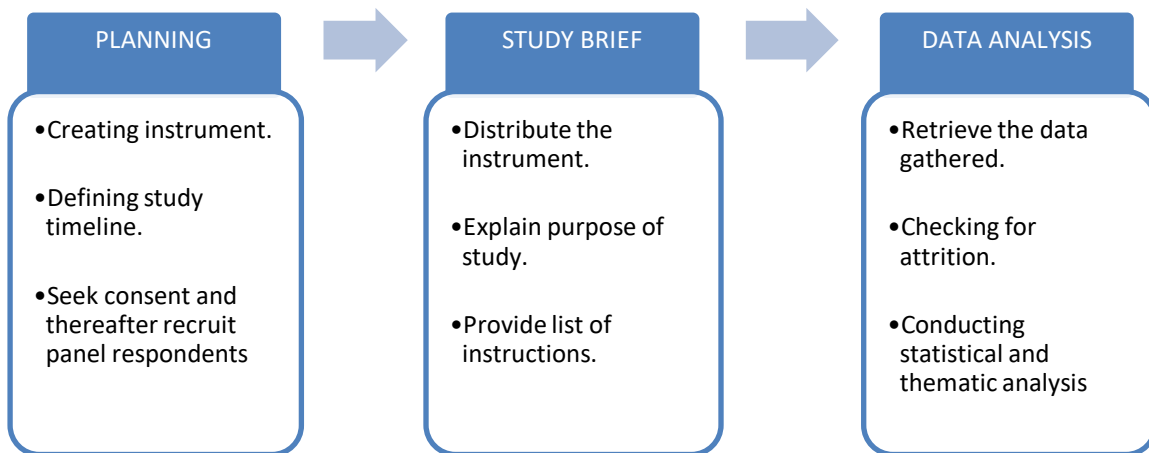 PLANNING
•Creating instrument.
•Defining study
timeline.
•Seek consent and
thereafter recruit
panel respondents
STUDY BRIEF
•Distribute the
instrument.
•Explain purpose of
study.
•Provide list of
instructions.
DATA ANALYSIS
•Retrieve the data
gathered.
•Checking for
attrition.
•Conducting
statistical and
thematic analysis